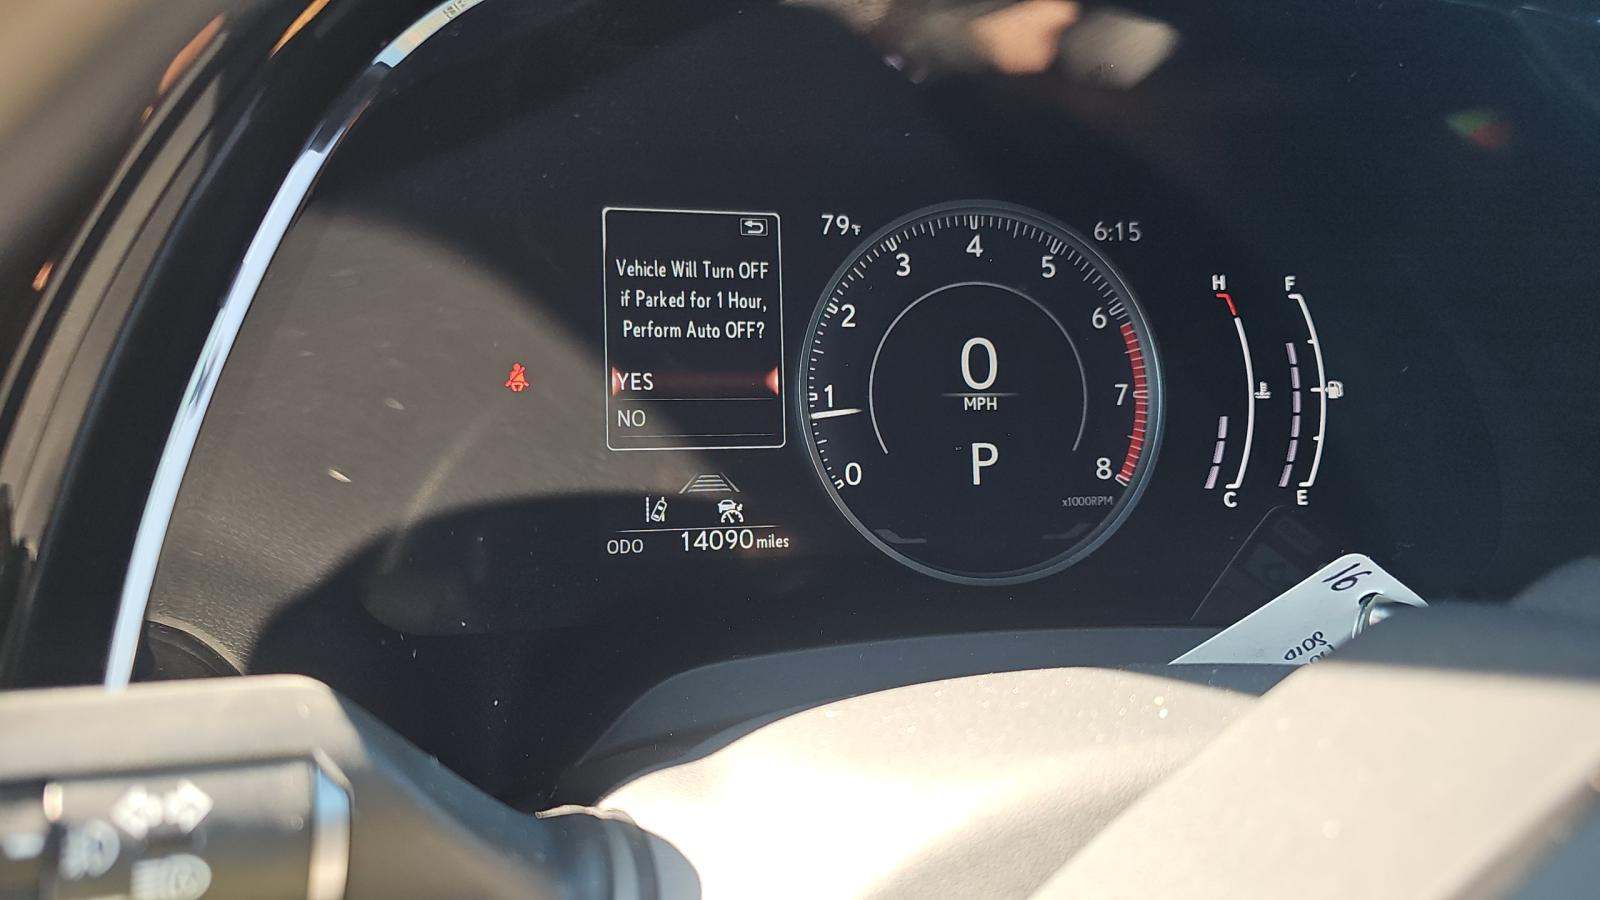 Vehicle Will Turn OFF
if Parked for 1 Hour,
Perform Auto OFF?
YES
NO
ODO 14090 miles
79°F
6:15
0
1
2
3
4
5
6
7
8
x1000RPM
0
MPH
P
H
C
F
E
16